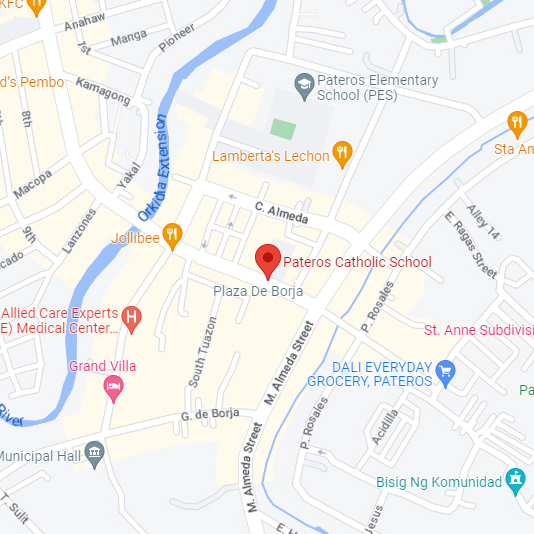 KFC
Anahaw
Manga
Pioneer
1st
d's Pembo
Kamagong
8th
Pateros Elementary
School (PES)
Sta An
Lamberta's Lechon
Yakal
Orkidia Extension
Macopa
Lanzones
9th
cado
C. Almeda
Alley 14
E. Ragas Street
Jollibee
Pateros Catholic School
Plaza De Borja
P. Rosales
Allied Care Experts
E) Medical Center...
South Tuazon
M. Almeda Street
St. Anne Subdivisi
Grand Villa
DALI EVERYDAY
GROCERY, PATEROS
Pa
River
G. de Borja
P. Rosales
Acidilla
Municipal Hall
M. Almeda Street
Bisig Ng Komunidad
T. Sulit
Jesus
E. H